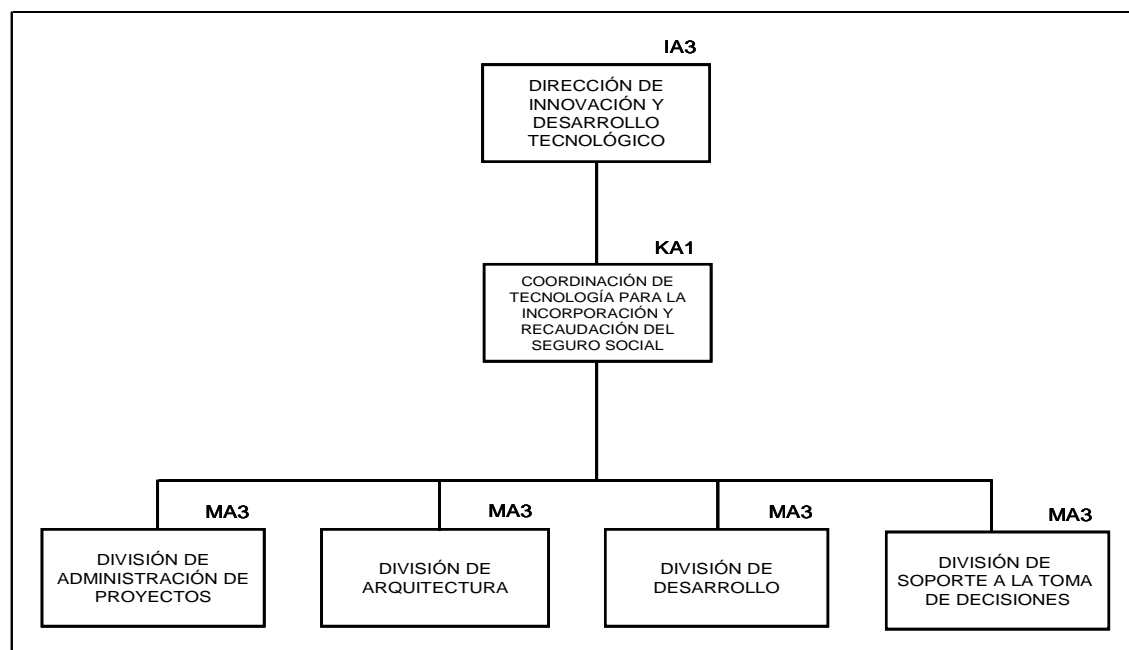 IA3
DIRECCIÓN DE
INNOVACIÓN Y
DESARROLLO
TECNOLÓGICO
KA1
COORDINACIÓN DE
TECNOLOGÍA PARA LA
INCORPORACIÓN Y
RECAUDACIÓN DEL
SEGURO SOCIAL
MA3
DIVISIÓN DE
ADMINISTRACIÓN DE
PROYECTOS
MA3
DIVISIÓN DE
ARQUITECTURA
MA3
DIVISIÓN DE
DESARROLLO
MA3
DIVISIÓN DE
SOPORTE A LA TOMA
DE DECISIONES